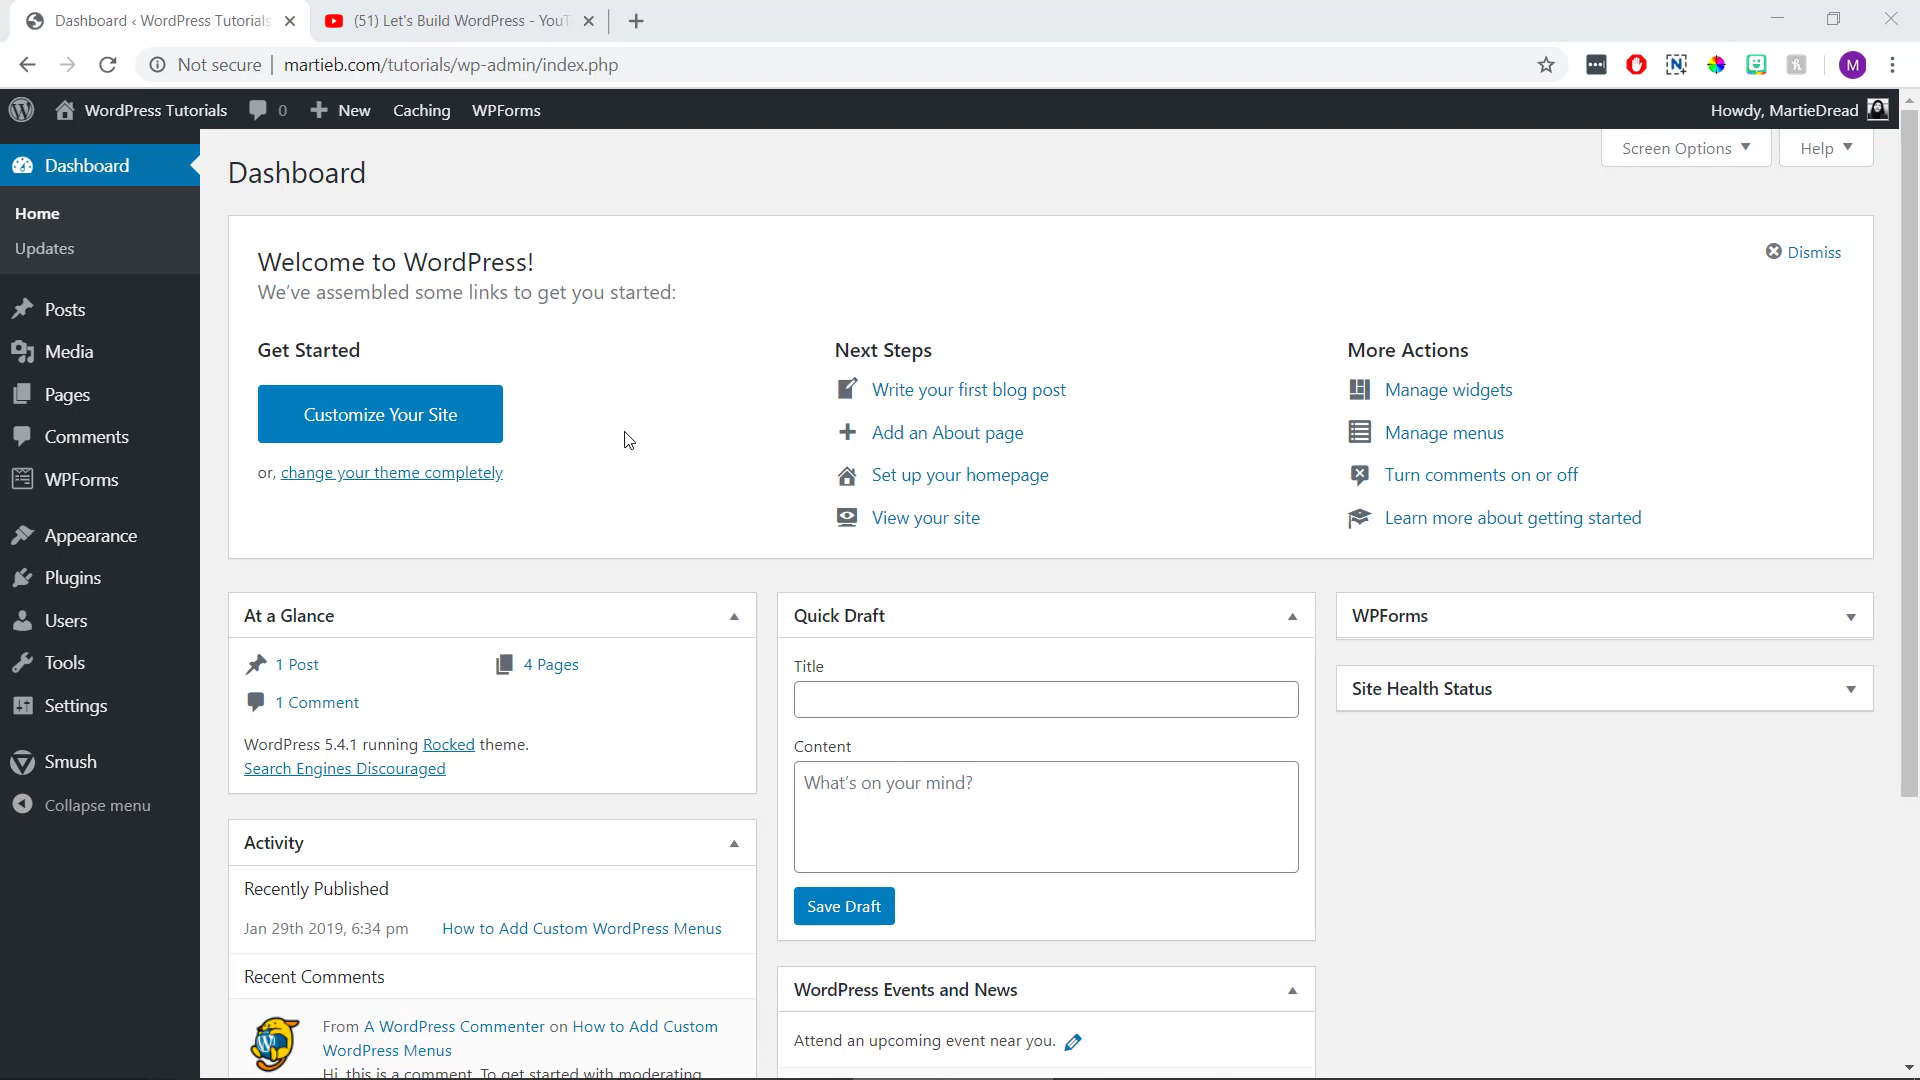 Dashboard ‹ WordPress Tutorials
(51) Let's Build WordPress - YouT
Not secure | martieb.com/tutorials/wp-admin/index.php
M
WordPress Tutorials 0 New Caching WPForms
Howdy, MartieDread
Screen Options Help
Dashboard
Home
Updates
Posts
Media
Pages
Comments
WPForms
Appearance
Plugins
Users
Tools
Settings
Smush
Collapse menu
Dashboard
Welcome to WordPress!
We've assembled some links to get you started:
Dismiss
Get Started
Customize Your Site
or, change your theme completely
Next Steps
Write your first blog post
Add an About page
Set up your homepage
View your site
More Actions
Manage widgets
Manage menus
Turn comments on or off
Learn more about getting started
At a Glance
1 Post 4 Pages
1 Comment
WordPress 5.4.1 running Rocked theme.
Search Engines Discouraged
Activity
Recently Published
Jan 29th 2019, 6:34 pm How to Add Custom WordPress Menus
Recent Comments
From A WordPress Commenter on How to Add Custom
WordPress Menus
Hi, this is a comment. To get started with moderating,
Quick Draft
Title
Content
What's on your mind?
Save Draft
WordPress Events and News
Attend an upcoming event near you.
WPForms
Site Health Status